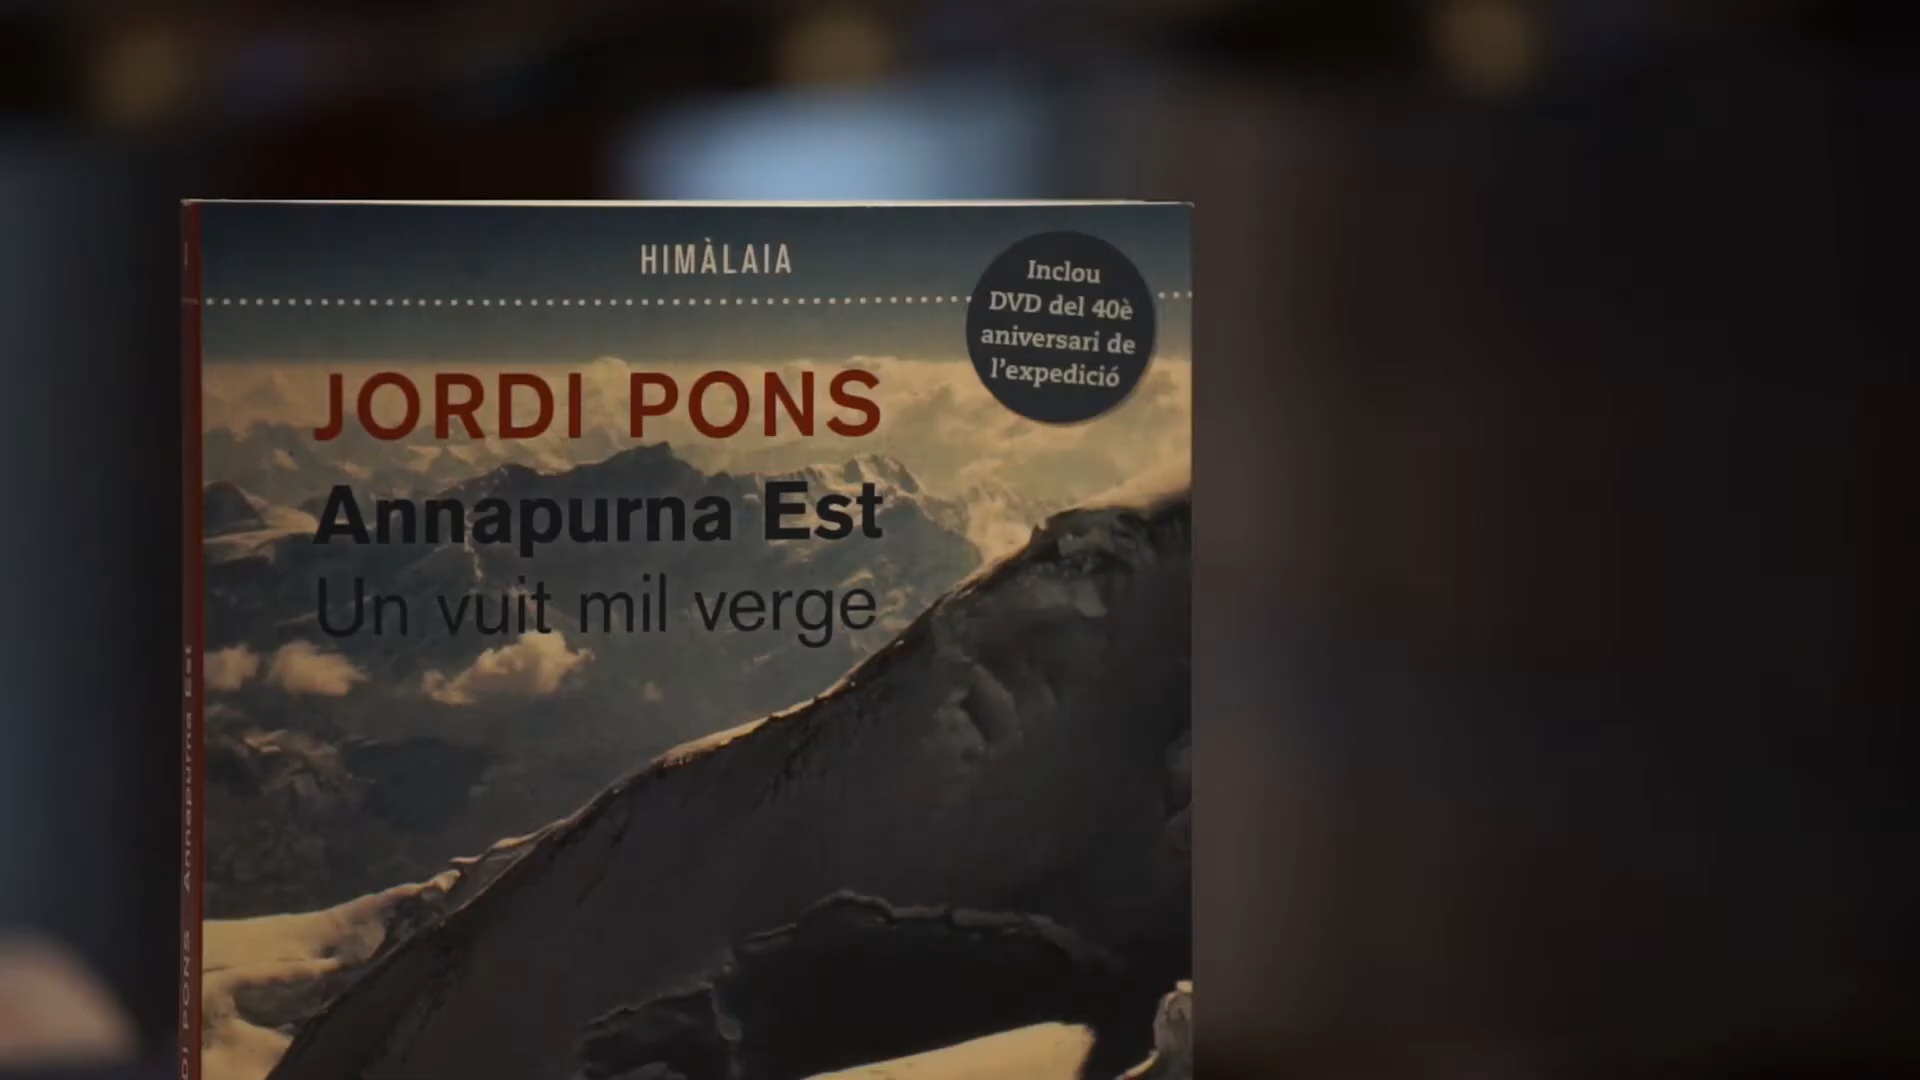 HIMÀLAIA
Inclou
DVD del 40è
aniversari de
l'expedició
JORDI PONS
Annapurna Est
Un vuit mil verge
DI PONS Annapurna Est